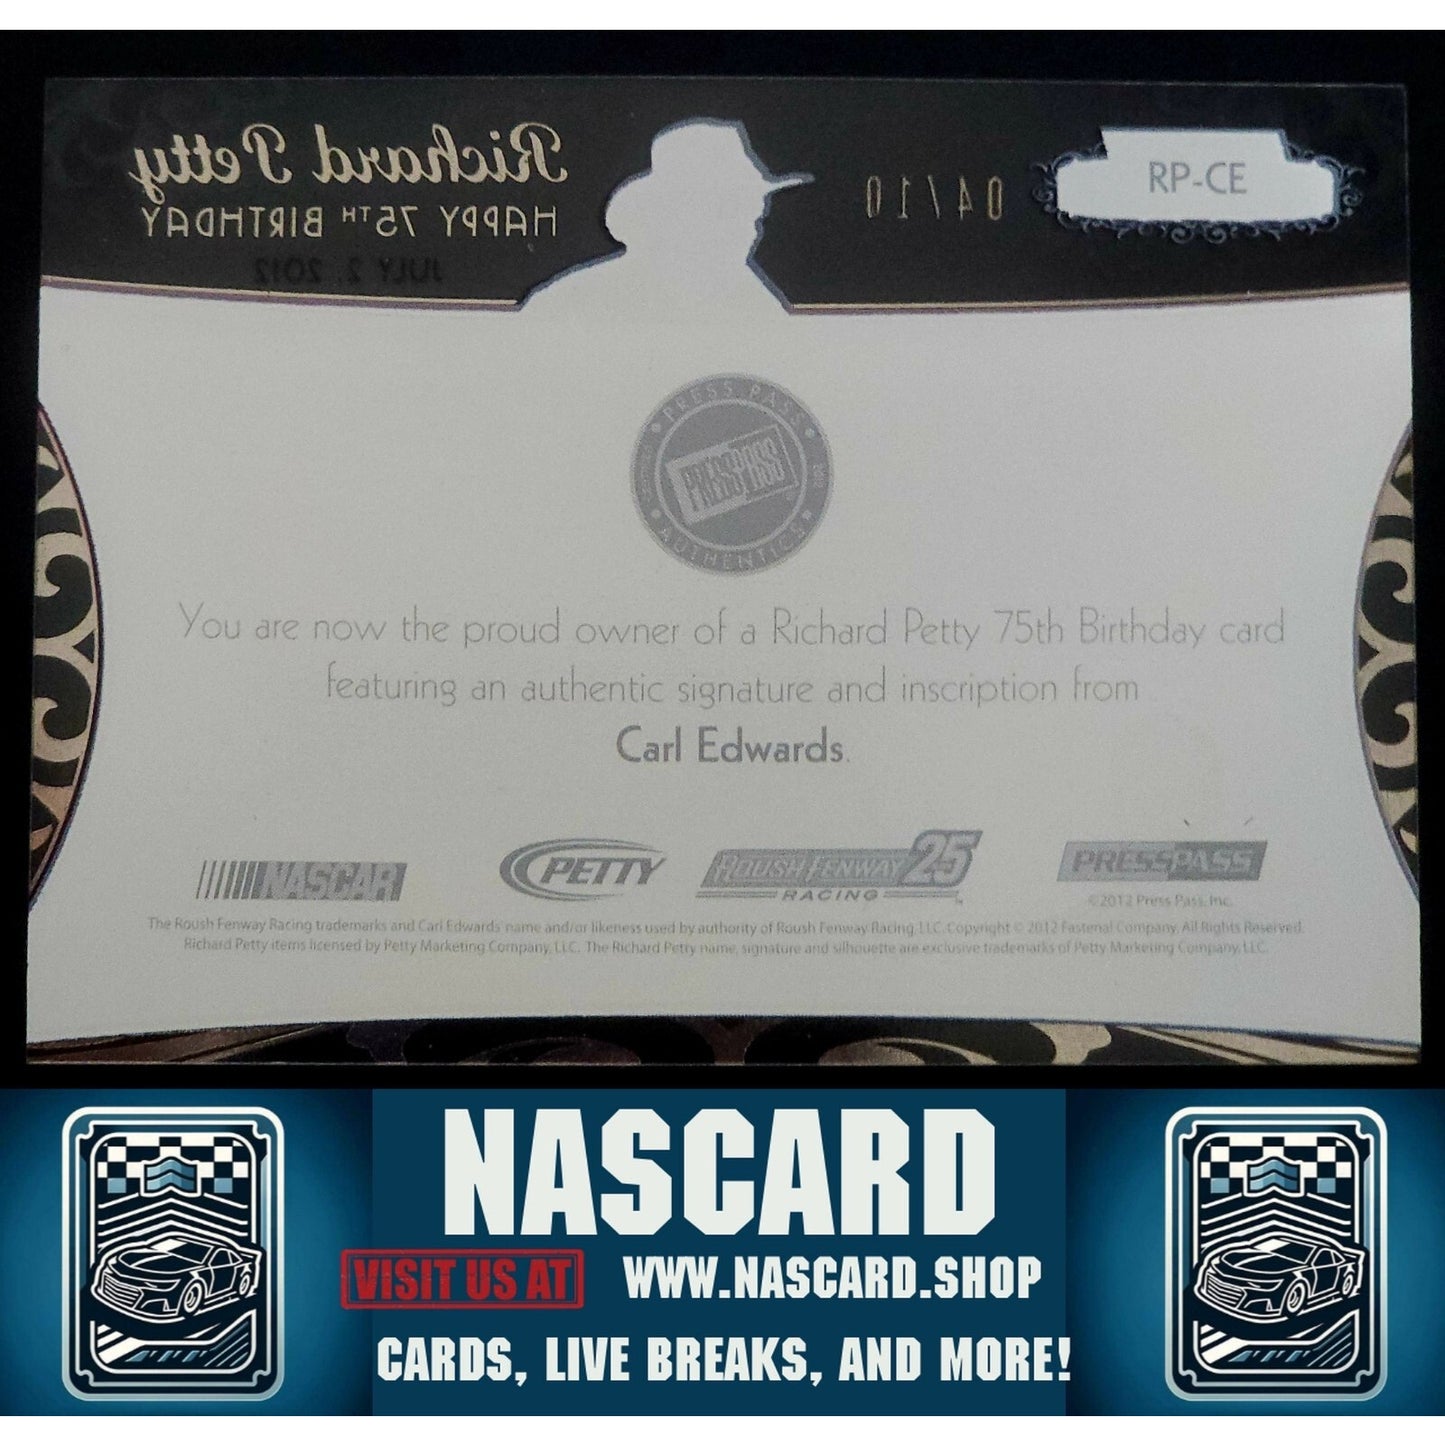 Richard Petty
HAPPY 75TH BIRTHDAY
JULY 2, 2012
04/10
RP-CE
PRESS PASS
PRESSPASS
AUTHENTICS
You are now the proud owner of a Richard Petty 75th Birthday card
featuring an authentic signature and inscription from
Carl Edwards.
NASCAR
PETTY
ROUSH FENWAY 25
RACING
PRESSPASS
©2012 Press Pass, Inc.
The Roush Fenway Racing trademarks and Carl Edwards' name and/or likeness used by authority of Roush Fenway Racing, LLC. Copyright © 2012 Fastenal Company. All Rights Reserved.
Richard Petty items licensed by Petty Marketing Company, LLC. The Richard Petty name, signature and silhouette are exclusive trademarks of Petty Marketing Company, LLC.
NASCARD
VISIT US AT WWW.NASCARD.SHOP
CARDS, LIVE BREAKS, AND MORE!